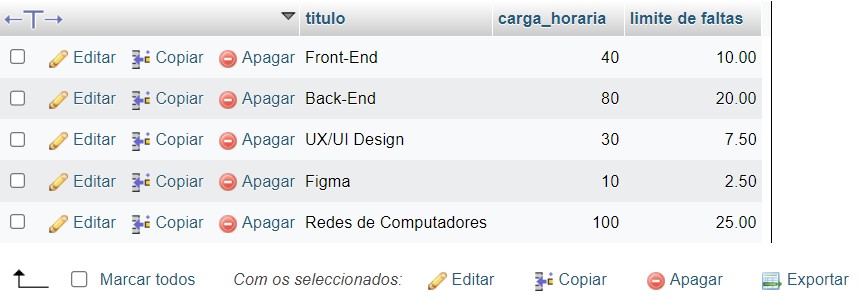 titulo carga_horaria limite de faltas
Editar Copiar Apagar Front-End 40 10.00
Editar Copiar Apagar Back-End 80 20.00
Editar Copiar Apagar UX/UI Design 30 7.50
Editar Copiar Apagar Figma 10 2.50
Editar Copiar Apagar Redes de Computadores 100 25.00
Marcar todos Com os seleccionados: Editar Copiar Apagar Exportar